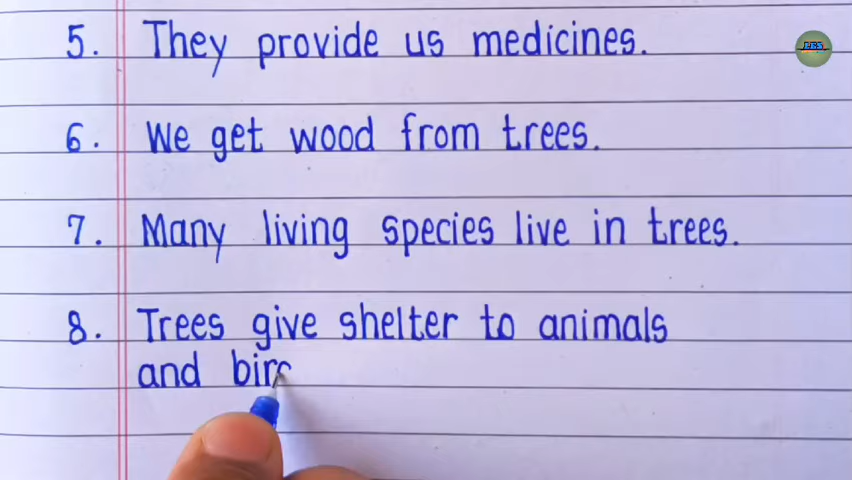 5. They provide us medicines.
6. We get wood from trees.
7. Many living species live in trees.
8. Trees give shelter to animals
and